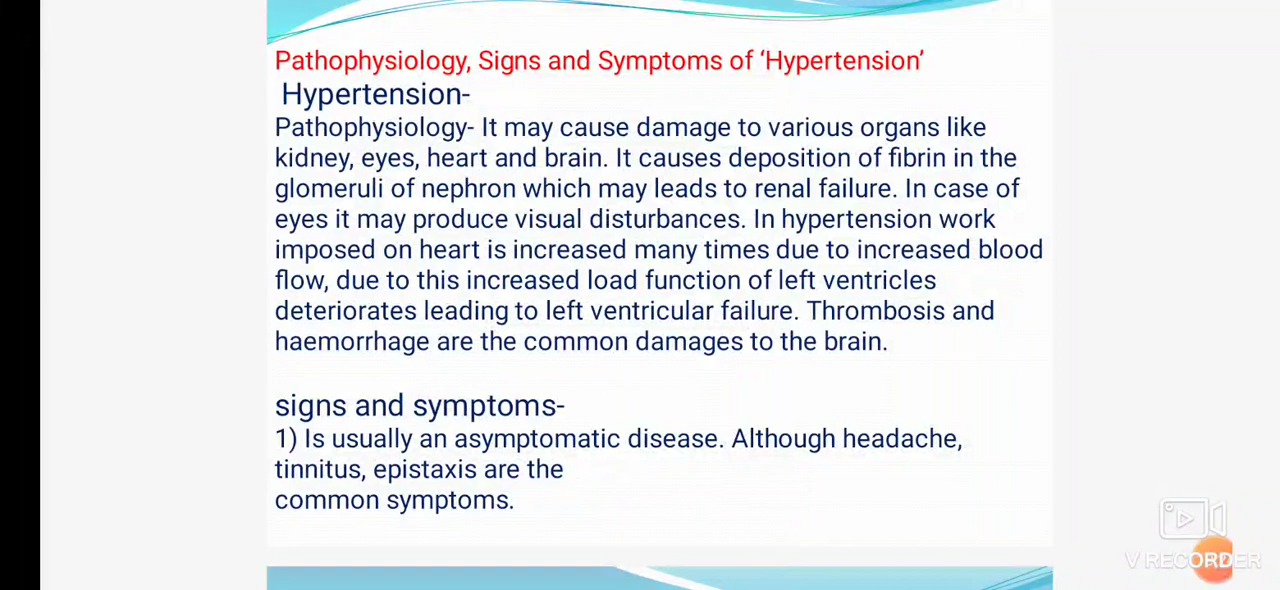 Pathophysiology, Signs and Symptoms of ‘Hypertension’
Hypertension-
Pathophysiology- It may cause damage to various organs like
kidney, eyes, heart and brain. It causes deposition of fibrin in the
glomeruli of nephron which may leads to renal failure. In case of
eyes it may produce visual disturbances. In hypertension work
imposed on heart is increased many times due to increased blood
flow, due to this increased load function of left ventricles
deteriorates leading to left ventricular failure. Thrombosis and
haemorrhage are the common damages to the brain.
signs and symptoms-
1) Is usually an asymptomatic disease. Although headache,
tinnitus, epistaxis are the
common symptoms.
V RECORDER